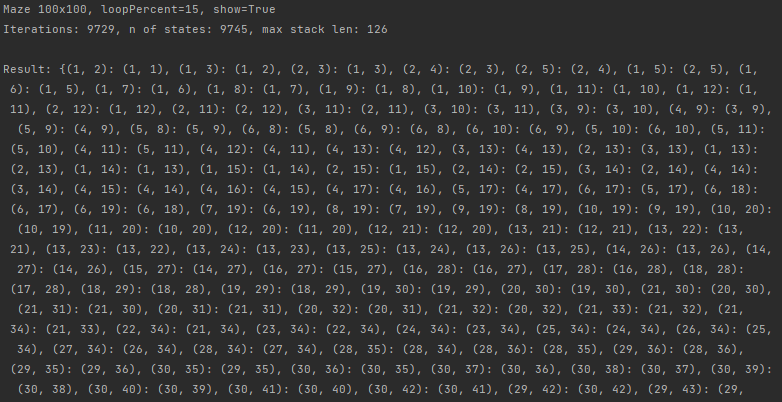 Maze 100x100, loopPercent=15, show=True
Iterations: 9729, n of states: 9745, max stack len: 126
Result: {(1, 2): (1, 1), (1, 3): (1, 2), (2, 3): (1, 3), (2, 4): (2, 3), (2, 5): (2, 4), (1, 5): (2, 5), (1,
6): (1, 5), (1, 7): (1, 6), (1, 8): (1, 7), (1, 9): (1, 8), (1, 10): (1, 9), (1, 11): (1, 10), (1, 12): (1,
11), (2, 12): (1, 12), (2, 11): (2, 12), (3, 11): (2, 11), (3, 10): (3, 11), (3, 9): (3, 10), (4, 9): (3, 9),
(5, 9): (4, 9), (5, 8): (5, 9), (6, 8): (5, 8), (6, 9): (6, 8), (6, 10): (6, 9), (5, 10): (6, 10), (5, 11):
(5, 10), (4, 11): (5, 11), (4, 12): (4, 11), (4, 13): (4, 12), (3, 13): (4, 13), (2, 13): (3, 13), (1, 13):
(2, 13), (1, 14): (1, 13), (1, 15): (1, 14), (2, 15): (1, 15), (2, 14): (2, 15), (3, 14): (2, 14), (4, 14):
(3, 14), (4, 15): (4, 14), (4, 16): (4, 15), (4, 17): (4, 16), (5, 17): (4, 17), (6, 17): (5, 17), (6, 18):
(6, 17), (6, 19): (6, 18), (7, 19): (6, 19), (8, 19): (7, 19), (9, 19): (8, 19), (10, 19): (9, 19), (10, 20):
(10, 19), (11, 20): (10, 20), (12, 20): (11, 20), (12, 21): (12, 20), (13, 21): (12, 21), (13, 22): (13,
21), (13, 23): (13, 22), (13, 24): (13, 23), (13, 25): (13, 24), (13, 26): (13, 25), (14, 26): (13, 26), (14,
27): (14, 26), (15, 27): (14, 27), (16, 27): (15, 27), (16, 28): (16, 27), (17, 28): (16, 28), (18, 28):
(17, 28), (18, 29): (18, 28), (19, 29): (18, 29), (19, 30): (19, 29), (20, 30): (19, 30), (21, 30): (20, 30),
(21, 31): (21, 30), (20, 31): (21, 31), (20, 32): (20, 31), (21, 32): (20, 32), (21, 33): (21, 32), (21,
34): (21, 33), (22, 34): (21, 34), (23, 34): (22, 34), (24, 34): (23, 34), (25, 34): (24, 34), (26, 34): (25,
34), (27, 34): (26, 34), (28, 34): (27, 34), (28, 35): (28, 34), (28, 36): (28, 35), (29, 36): (28, 36),
(29, 35): (29, 36), (30, 35): (29, 35), (30, 36): (30, 35), (30, 37): (30, 36), (30, 38): (30, 37), (30, 39):
(30, 38), (30, 40): (30, 39), (30, 41): (30, 40), (30, 42): (30, 41), (29, 42): (30, 42), (29, 43): (29,